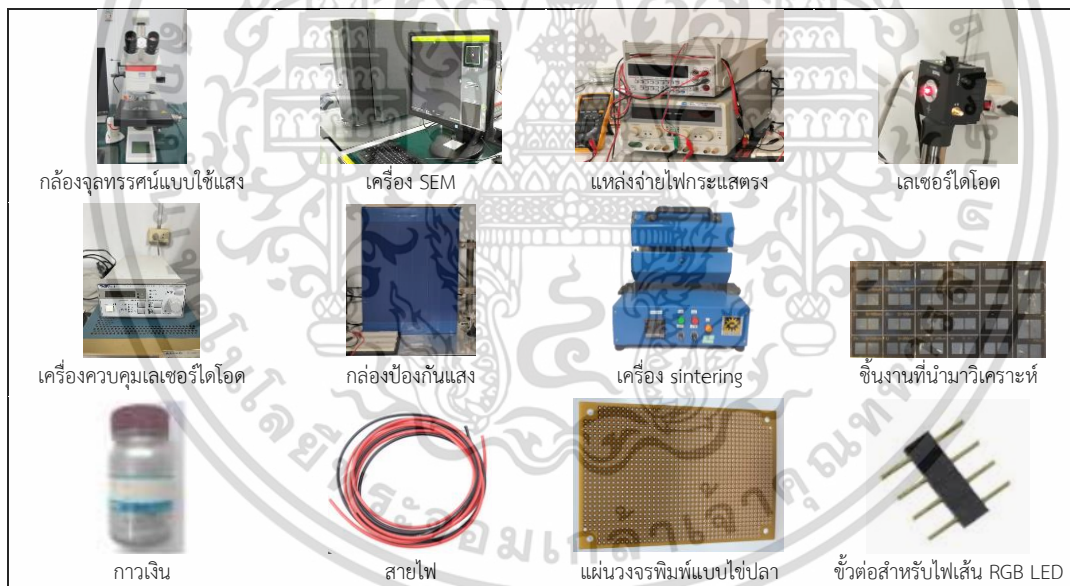 กล้องจุลทรรศน์แบบใช้แสง
เครื่อง SEM
แหล่งจ่ายไฟกระแสตรง
เลเซอร์ไดโอด
เครื่องควบคุมเลเซอร์ไดโอด
กล่องป้องกันแสง
เครื่อง sintering
ชิ้นงานที่นำมาวิเคราะห์
กาวเงิน
สายไฟ
แผ่นวงจรพิมพ์แบบไข่ปลา
ขั้วต่อสำหรับไฟเส้น RGB LED